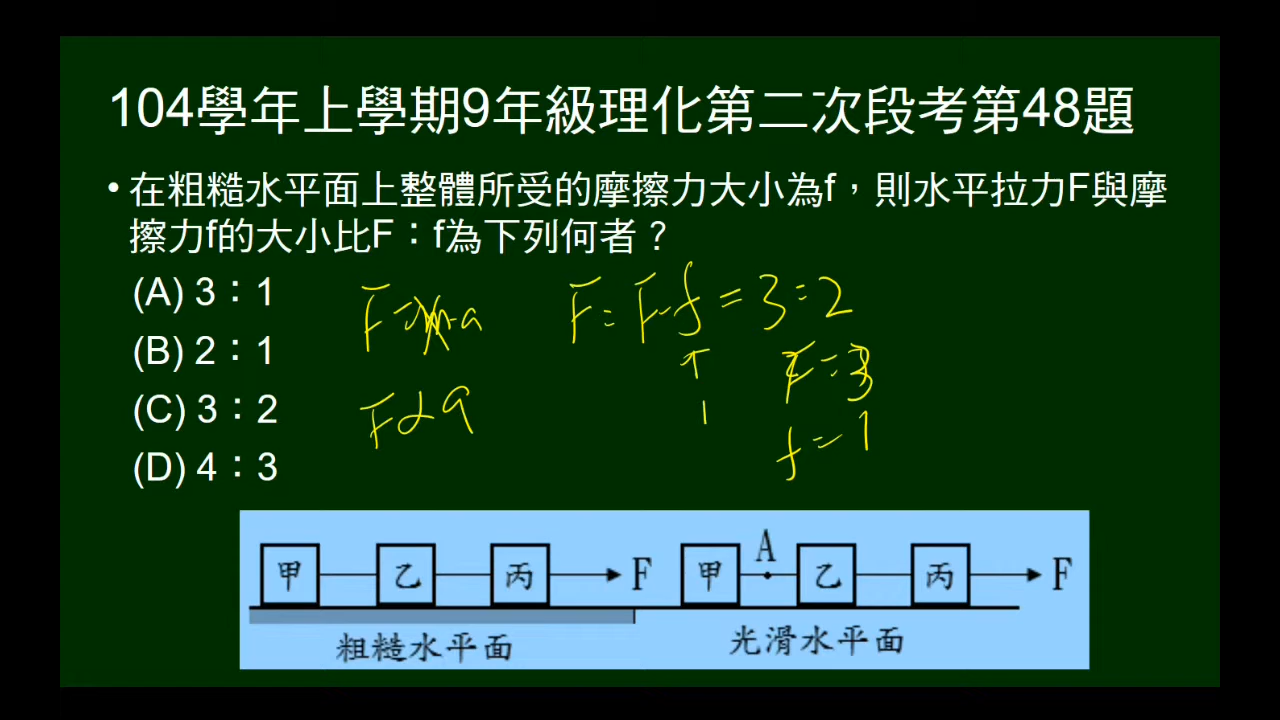 104學年上學期9年級理化第二次段考第48題
• 在粗糙水平面上整體所受的摩擦力大小為f，則水平拉力F與摩
擦力f的大小比F：f為下列何者？
(A) 3：1
(B) 2：1
(C) 3：2
(D) 4：3
F=m·a
F∝a
F:F-f=3:2
↑
1
F=3
f=1
甲 乙 丙 F 甲 A 乙 丙 F
粗糙水平面 光滑水平面